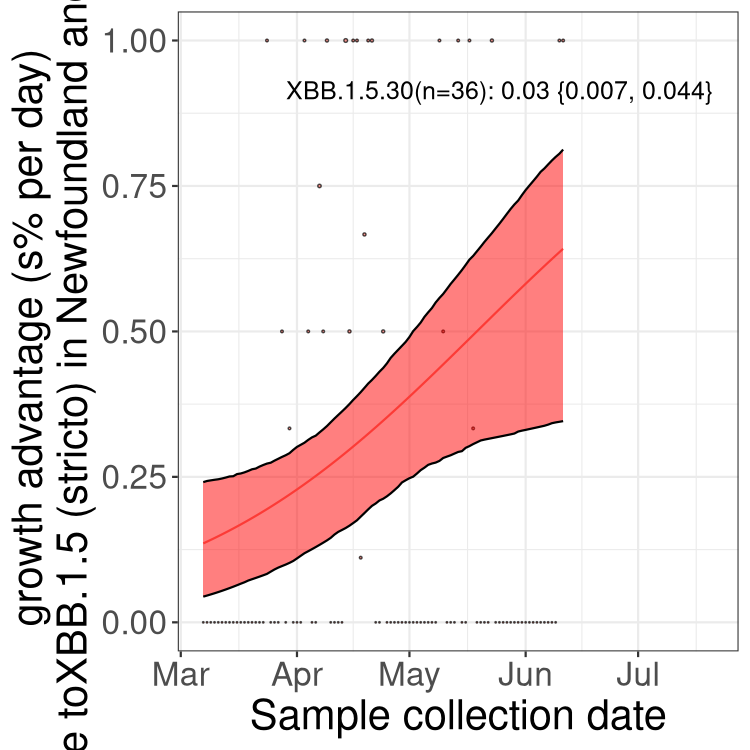 growth advantage (s% per day)
e toXBB.1.5 (stricto) in Newfoundland and
1.00
0.75
0.50
0.25
0.00
XBB.1.5.30(n=36): 0.03 {0.007, 0.044}
Mar Apr May Jun Jul
Sample collection date